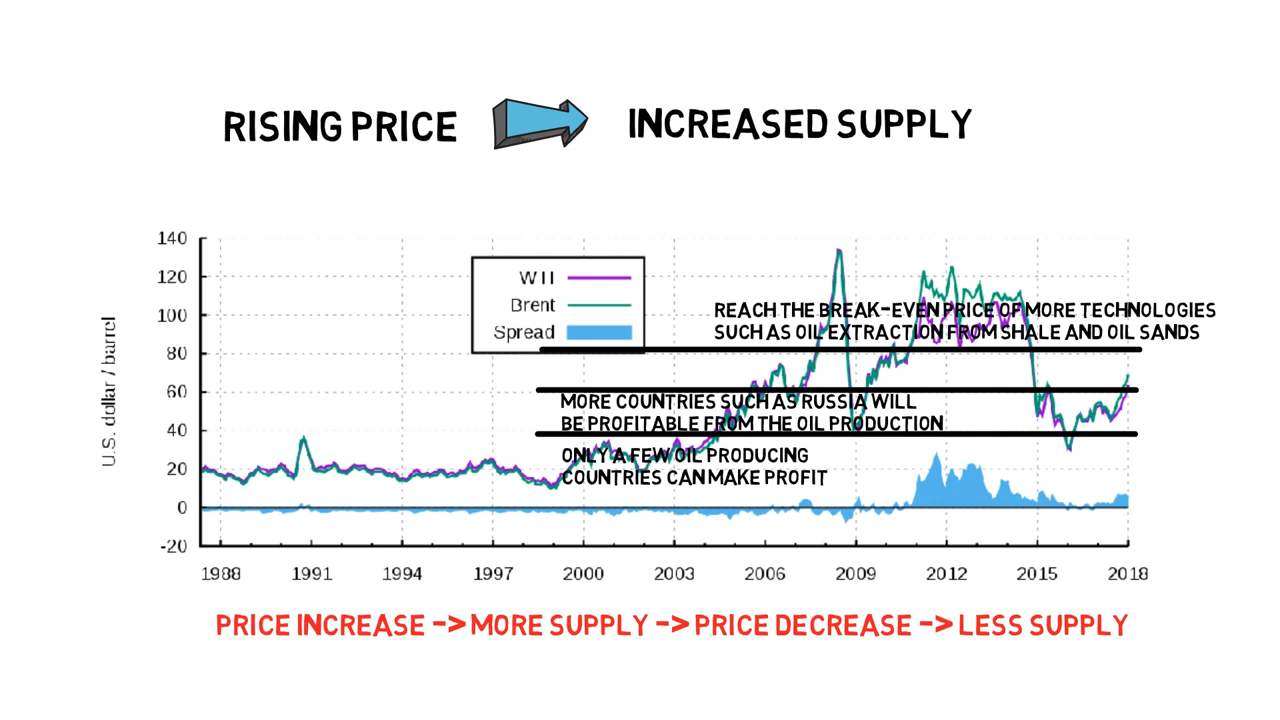 RISING PRICE
INCREASED SUPPLY
140
120
100
80
60
40
20
0
-20
U.S. dollar / barrel
WTI
Brent
Spread
REACH THE BREAK-EVEN PRICE OF MORE TECHNOLOGIES
SUCH AS OIL EXTRACTION FROM SHALE AND OIL SANDS
MORE COUNTRIES SUCH AS RUSSIA WILL
BE PROFITABLE FROM THE OIL PRODUCTION
ONLY A FEW OIL PRODUCING
COUNTRIES CAN MAKE PROFIT
1988 1991 1994 1997 2000 2003 2006 2009 2012 2015 2018
PRICE INCREASE -> MORE SUPPLY -> PRICE DECREASE -> LESS SUPPLY